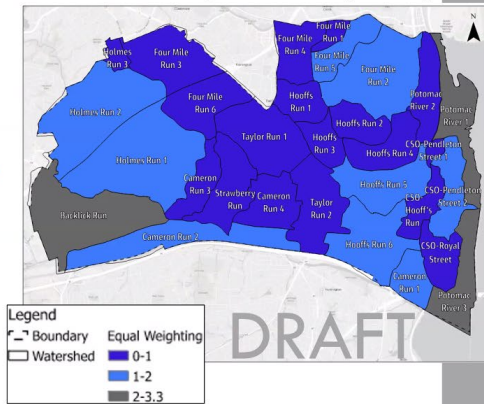 Four Mile
Run 1
N
Holmes
Run 3
Four Mile
Run 3
Four Mile
Run 4
Four Mile
Run 5
Four Mile
Run 2
Holmes Run 2
Four Mile
Run 6
Hooffs
Run 1
Potomac
River 2
Potomac
River 1
Taylor Run 1
Hooffs Run 2
Hooffs
Run 3
Hooffs Run 4
CSO-Pendleton
Street 1
Holmes Run 1
Cameron
Run 3
Strawberry
Run
Cameron
Run 4
Taylor
Run 2
Hooffs Run 5
CSO-Pendleton
Street 2
CSO-
Hooff's
Run
Backlick Run
Cameron Run 2
Hooffs Run 6
CSO-Royal
Street
Cameron
Run 1
Potomac
River 3
Legend
Boundary
Watershed
Equal Weighting
0-1
1-2
2-3.3
DRAFT